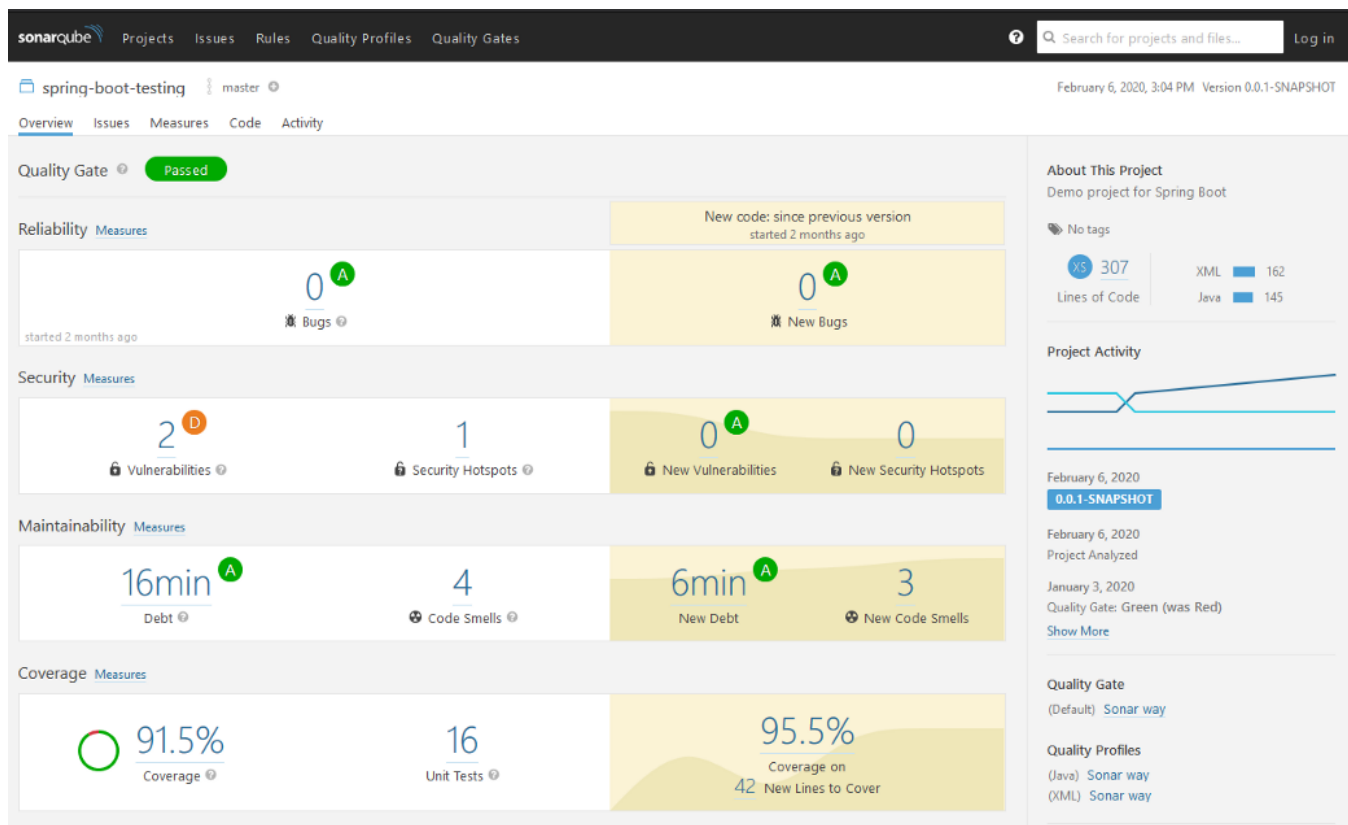 sonarqube Projects Issues Rules Quality Profiles Quality Gates ? Search for projects and files... Log in
spring-boot-testing master February 6, 2020, 3:04 PM Version 0.0.1-SNAPSHOT
Overview Issues Measures Code Activity
Quality Gate ? Passed
New code: since previous version
started 2 months ago
Reliability Measures
0 A
Bugs ?
started 2 months ago
0 A
New Bugs
Security Measures
2 D
Vulnerabilities ?
1
Security Hotspots ?
0 A
New Vulnerabilities
0
New Security Hotspots
Maintainability Measures
16min A
Debt ?
4
Code Smells ?
6min A
New Debt
3
New Code Smells
Coverage Measures
91.5%
Coverage ?
16
Unit Tests ?
95.5%
Coverage on
42 New Lines to Cover
About This Project
Demo project for Spring Boot
No tags
XS 307
Lines of Code
XML 162
Java 145
Project Activity
February 6, 2020
0.0.1-SNAPSHOT
February 6, 2020
Project Analyzed
January 3, 2020
Quality Gate: Green (was Red)
Show More
Quality Gate
(Default) Sonar way
Quality Profiles
(Java) Sonar way
(XML) Sonar way